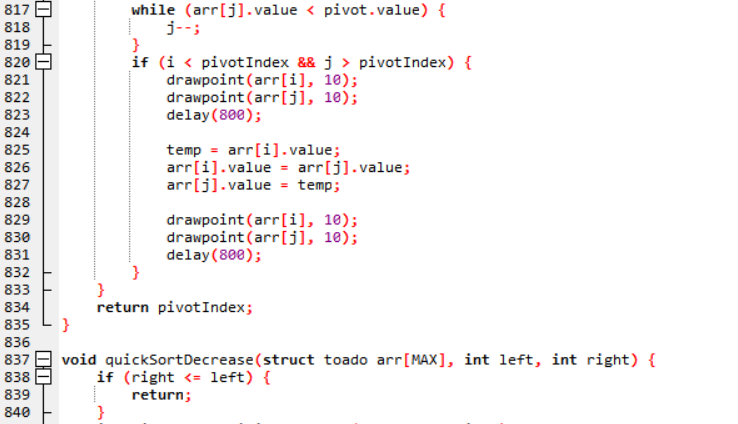 817 while (arr[j].value < pivot.value) {
818 j--;
819 }
820 if (i < pivotIndex && j > pivotIndex) {
821 drawpoint(arr[i], 10);
822 drawpoint(arr[j], 10);
823 delay(800);
824
825 temp = arr[i].value;
826 arr[i].value = arr[j].value;
827 arr[j].value = temp;
828
829 drawpoint(arr[i], 10);
830 drawpoint(arr[j], 10);
831 delay(800);
832 }
833 }
834 return pivotIndex;
835 }
836
837 void quickSortDecrease(struct toado arr[MAX], int left, int right) {
838 if (right <= left) {
839 return;
840 }